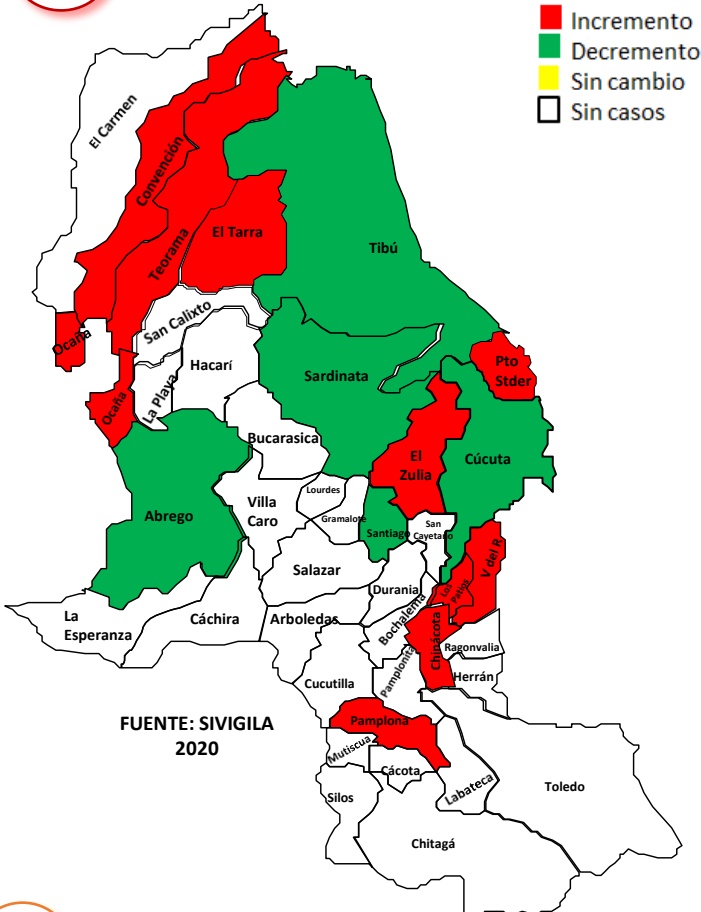 Incremento
Decremento
Sin cambio
Sin casos
El Carmen
Convención
Teorama
El Tarra
Tibú
San Calixto
Ocaña
Hacarí
La Playa
Ocaña
Sardinata
Pto
Stder
Bucarasica
El
Zulia
Cúcuta
Abrego
Villa
Caro
Lourdes
Gramalote
Santiago
San
Cayetano
V del R.
Salazar
Durania
Los
Patios
La
Esperanza
Cáchira
Arboledas
Bochalema
Chinácota
Ragonvalia
Pamplonita
Herrán
Cucutilla
FUENTE: SIVIGILA
2020
Pamplona
Mutiscua
Cácota
Silos
Labateca
Toledo
Chitagá